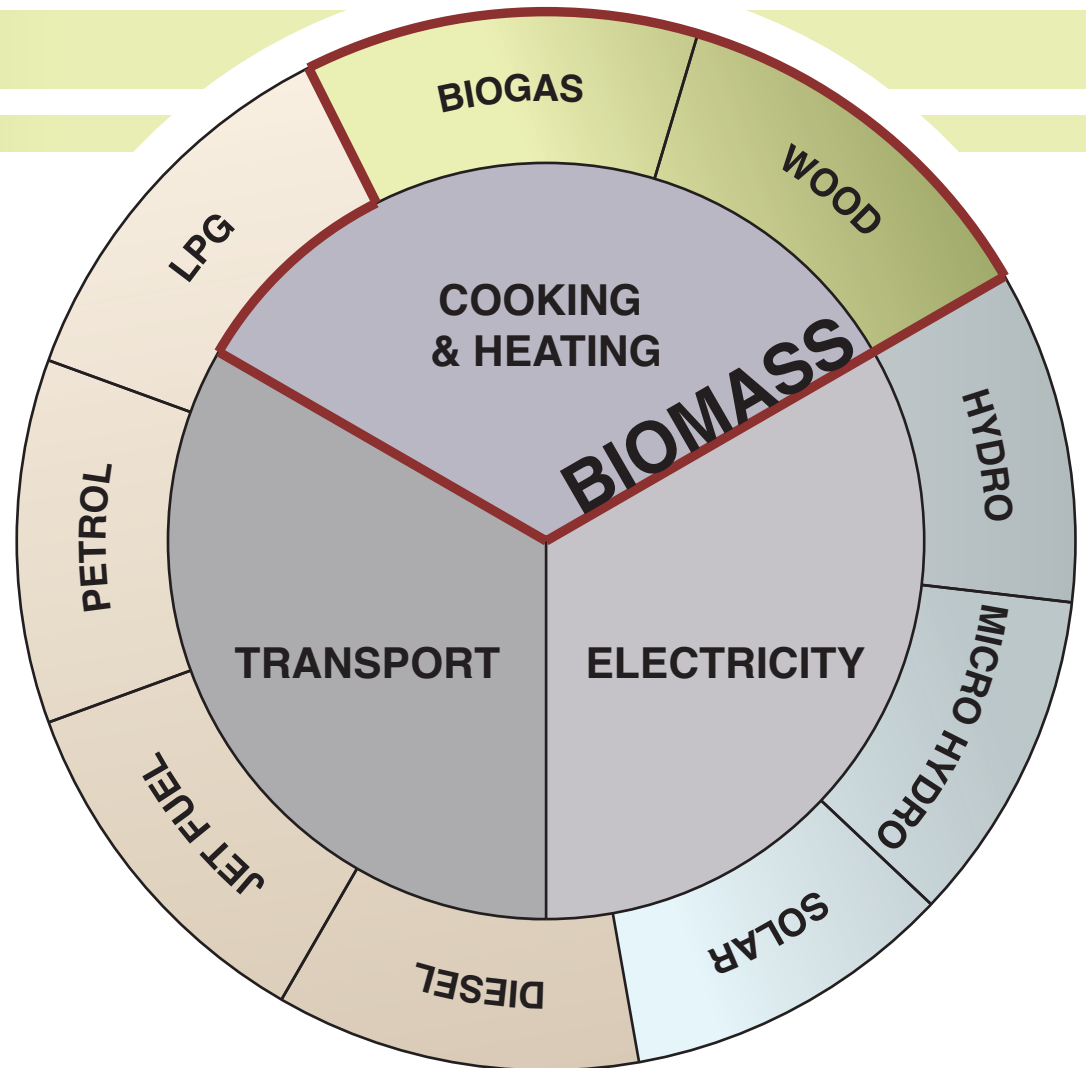 BIOGAS
WOOD
LPG
COOKING
& HEATING
BIOMASS
HYDRO
PETROL
TRANSPORT
ELECTRICITY
MICRO HYDRO
JET FUEL
SOLAR
DIESEL